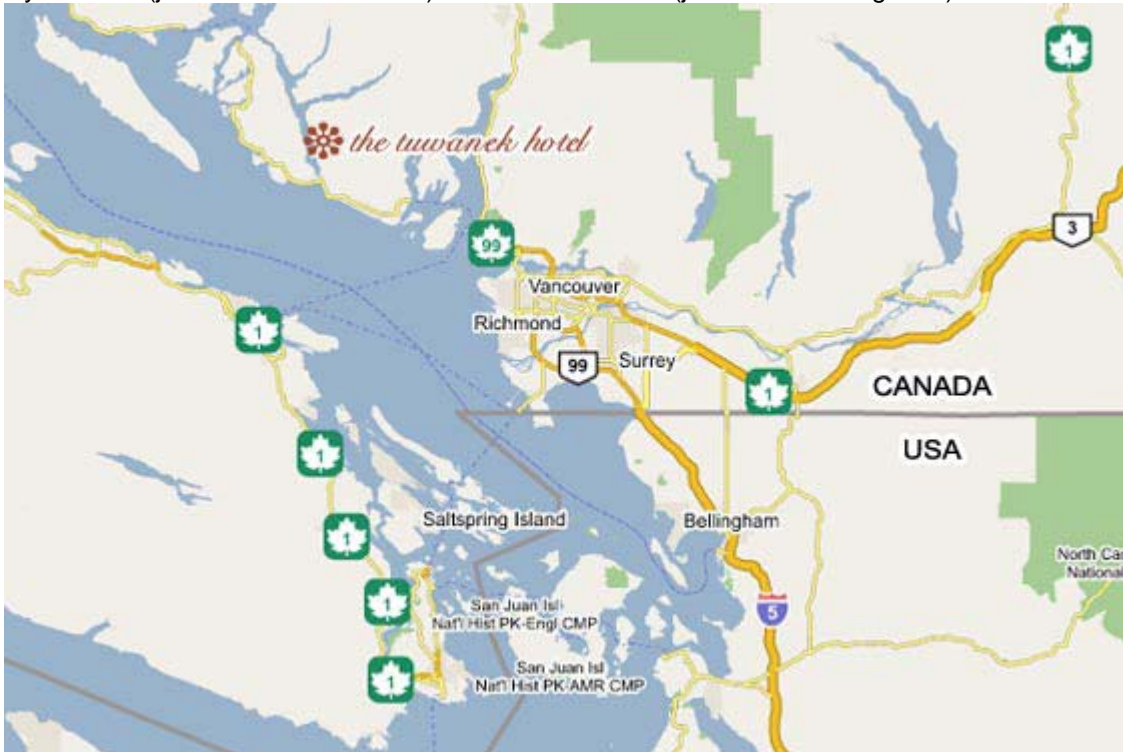 1
the tuwanek hotel
3
99
Vancouver
Richmond
1
Surrey
99
1
CANADA
USA
1
Saltspring Island
Bellingham
1
North Ca
National
1
5
San Juan Isl
Nat'l Hist PK-Engl CMP
San Juan Isl
Nat'l Hist PK-AMR CMP
1